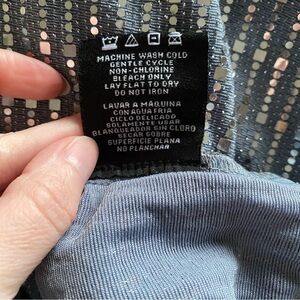 MACHINE WASH COLD
GENTLE CYCLE
NON-CHLORINE
BLEACH ONLY
LAY FLAT TO DRY
DO NOT IRON
LAVAR A MAQUINA
CON AGUA FRIA
CICLO DELICADO
SOLAMENTE USAR
BLANQUEADOR SIN CLORO
SECAR SOBRE
SUPERFICIE PLANA
NO PLANCHAR